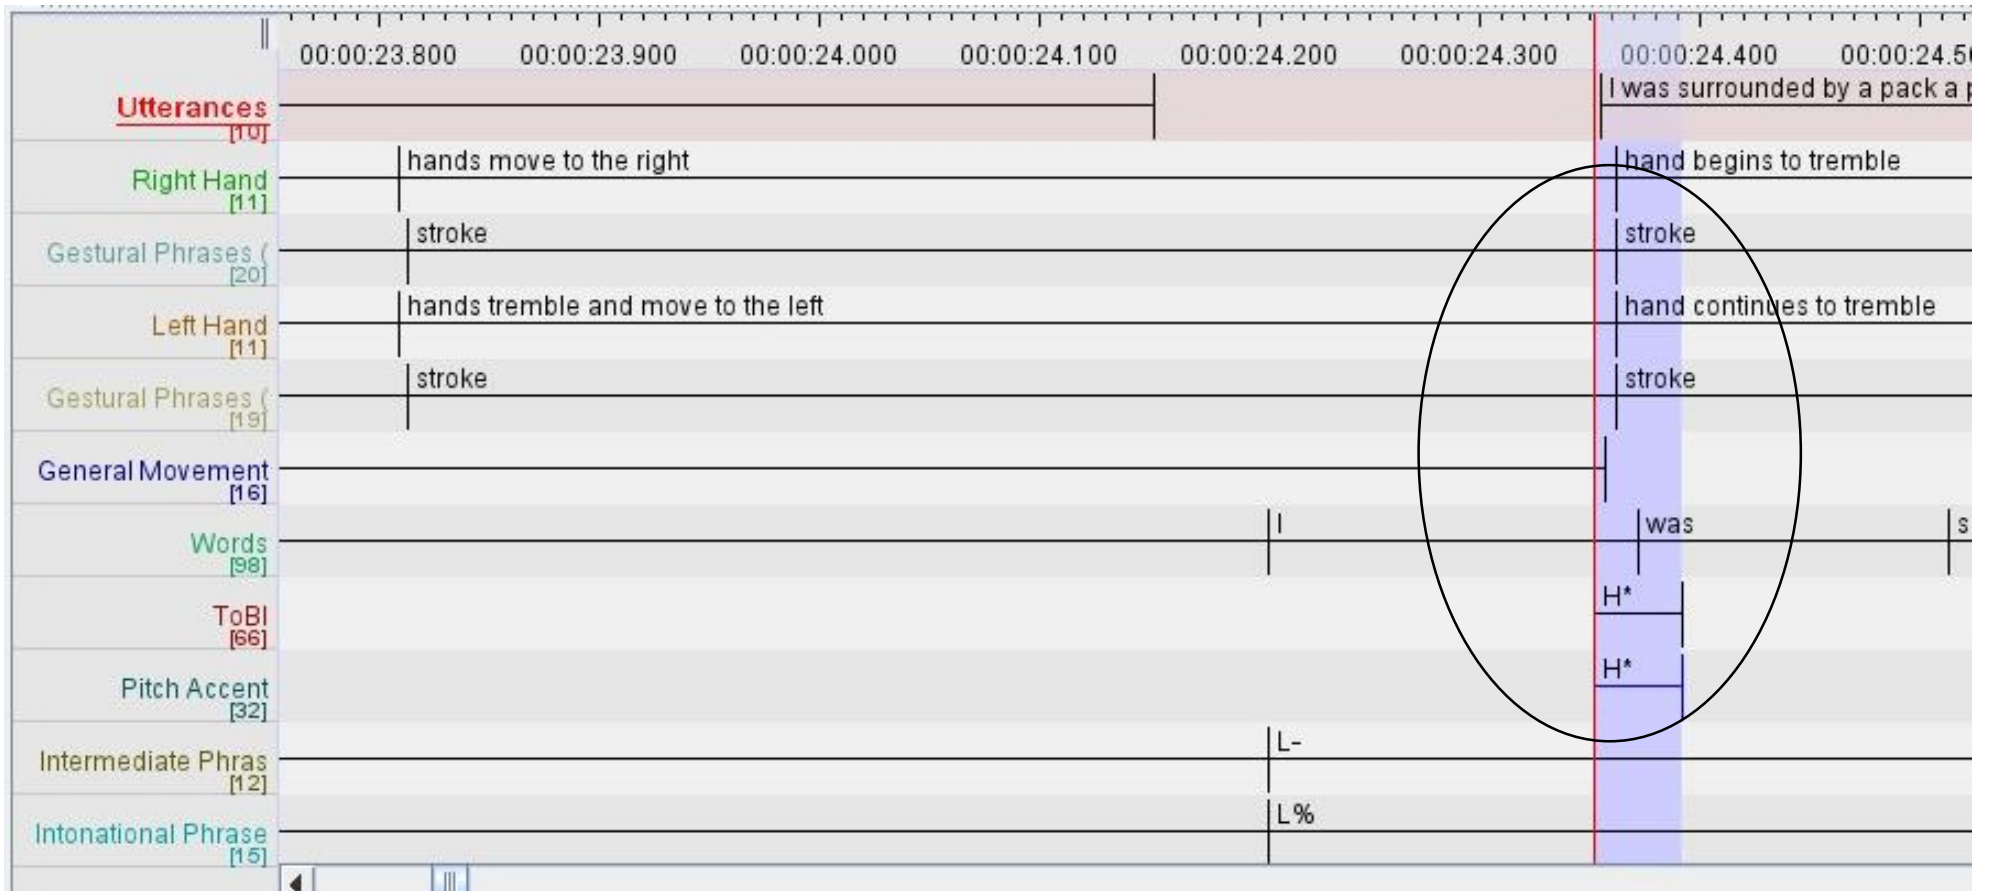 00:00:23.800 00:00:23.900 00:00:24.000 00:00:24.100 00:00:24.200 00:00:24.300 00:00:24.400 00:00:24.50
Utterances I was surrounded by a pack a p
[10]
Right Hand hands move to the right hand begins to tremble
[11]
Gestural Phrases ( stroke stroke
[20]
Left Hand hands tremble and move to the left hand continues to tremble
[11]
Gestural Phrases ( stroke stroke
[19]
General Movement
[16]
Words I was s
[98]
ToBI H*
[66]
Pitch Accent H*
[32]
Intermediate Phras L-
[12]
Intonational Phrase L%
[15]